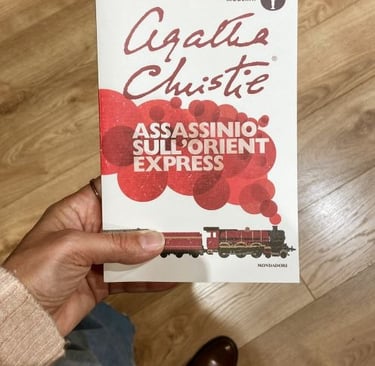 Agatha
Christie®
ASSASSINIO
SULL'ORIENT
EXPRESS
MONDADORI